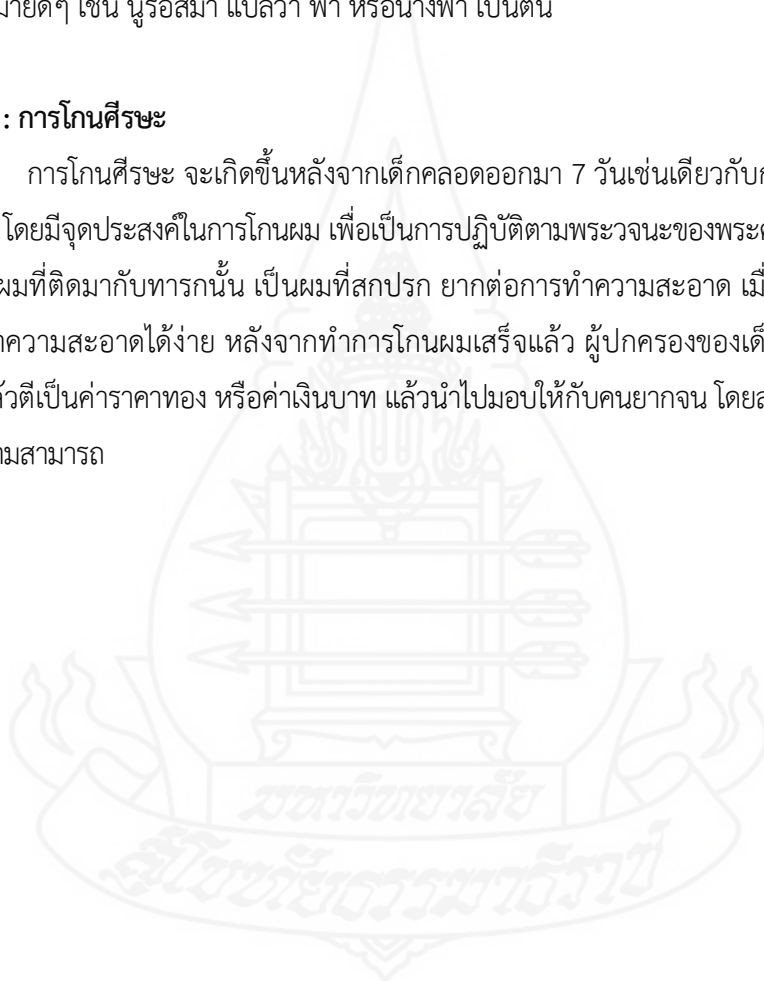 เช่น นูรอสมา แปลว่า ฟ้า หรือนางฟ้า เป็นต้น
: การโกนศีรษะ
การโกนศีรษะ จะเกิดขึ้นหลังจากเด็กคลอดออกมา 7 วันเช่นเดียวกับ
โดยมีจุดประสงค์ในการโกนผม เพื่อเป็นการปฏิบัติตามพระวจนะของพระ
ผมที่ติดมากับทารกนั้น เป็นผมที่สกปรก ยากต่อการทำความสะอาด
ความสะอาดได้ง่าย หลังจากทำการโกนผมเสร็จแล้ว ผู้ปกครองของ
ตีเป็นค่าราคาทอง หรือค่าเงินบาท แล้วนำไปมอบให้กับคนยากจน โดย
ามสามารถ
มหาวิทยาลัย
สุโขทัยธรรมาธิราช